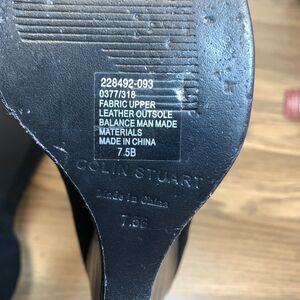 228492-093
0377/318
FABRIC UPPER
LEATHER OUTSOLE
BALANCE MAN MADE
MATERIALS
MADE IN CHINA
7.5B
COLIN STUART
Made in China
7.5B